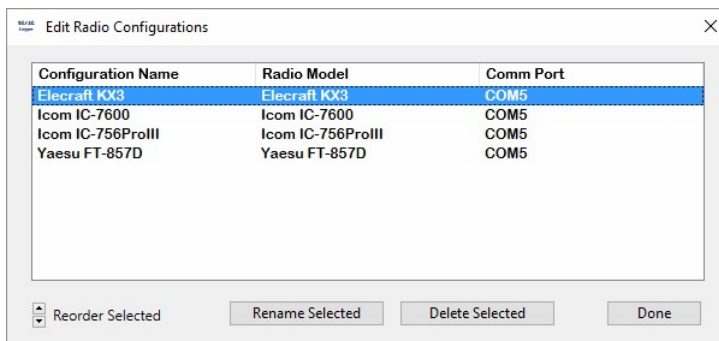 Edit Radio Configurations
Configuration Name Radio Model Comm Port
Elecraft KX3 Elecraft KX3 COM5
Icom IC-7600 Icom IC-7600 COM5
Icom IC-756ProIII Icom IC-756ProIII COM5
Yaesu FT-857D Yaesu FT-857D COM5
Reorder Selected Rename Selected Delete Selected Done